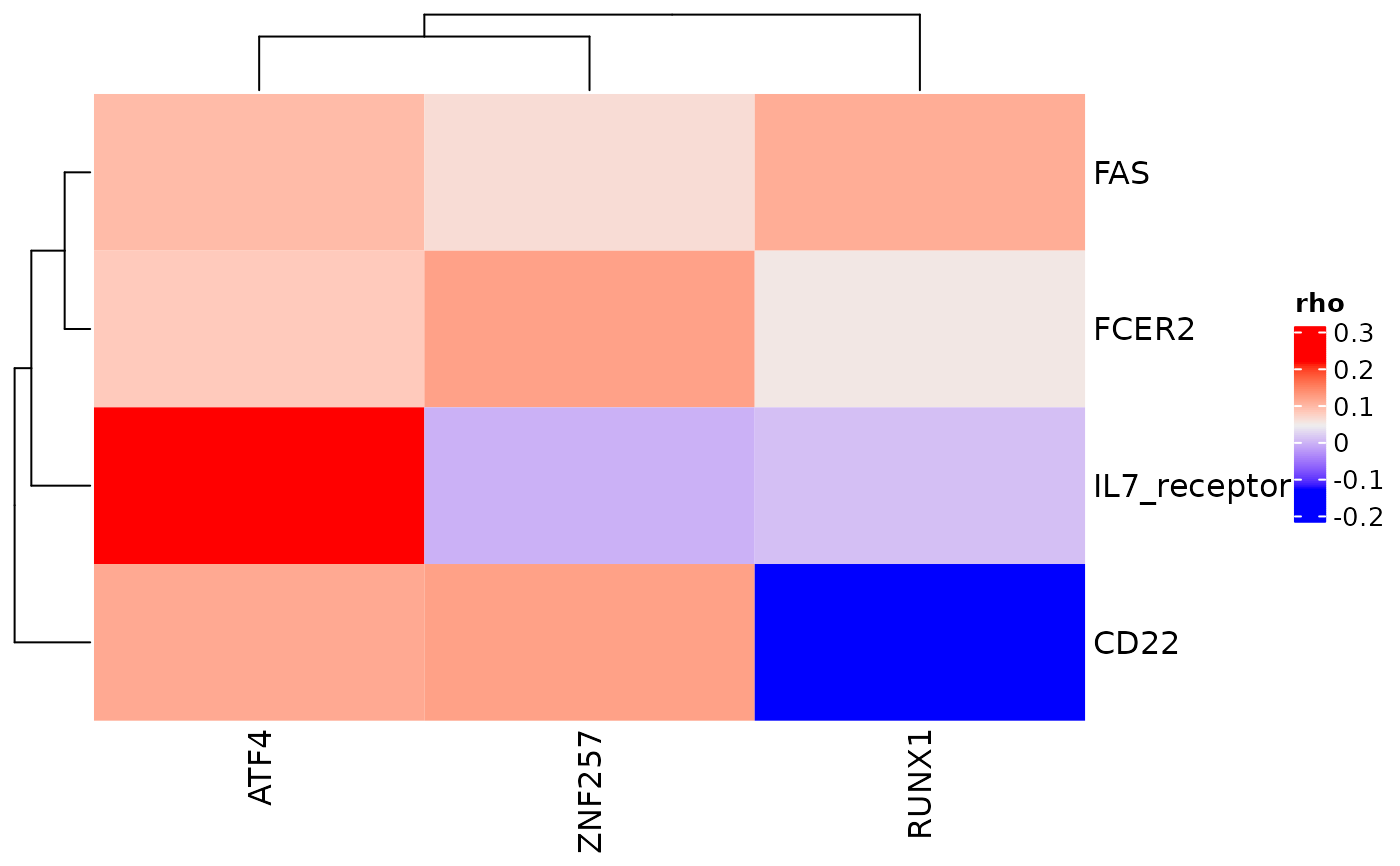 FAS
FCER2
IL7_receptor
CD22
ATF4
ZNF257
RUNX1
rho
0.3
0.2
0.1
0
-0.1
-0.2